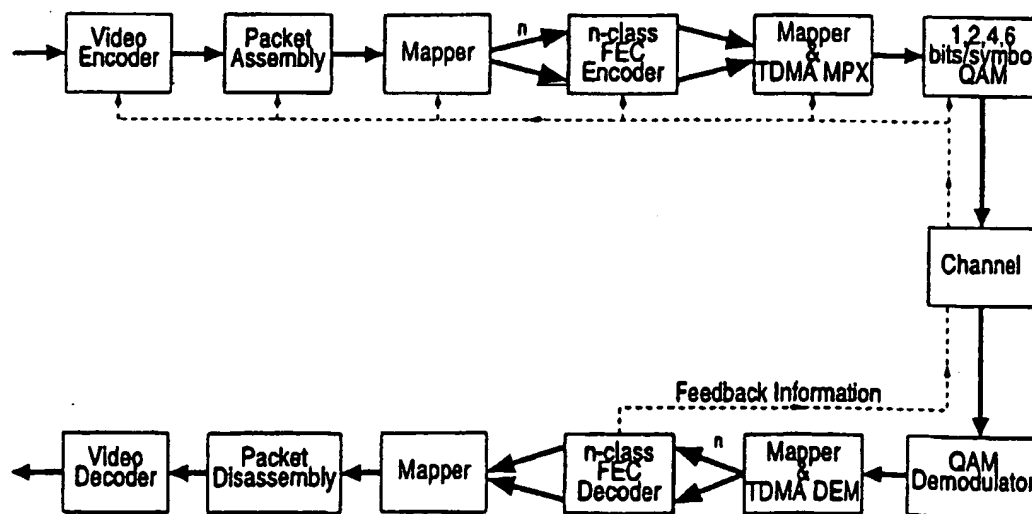 Video
Encoder
Packet
Assembly
Mapper
n
n-class
FEC
Encoder
Mapper
&
TDMA MPX
1,2,4,6
bits/symbo
QAM
Channel
Feedback Information
Video
Decoder
Packet
Disassembly
Mapper
n-class
FEC
Decoder
n
Mapper
&
TDMA DEM
QAM
Demodulator